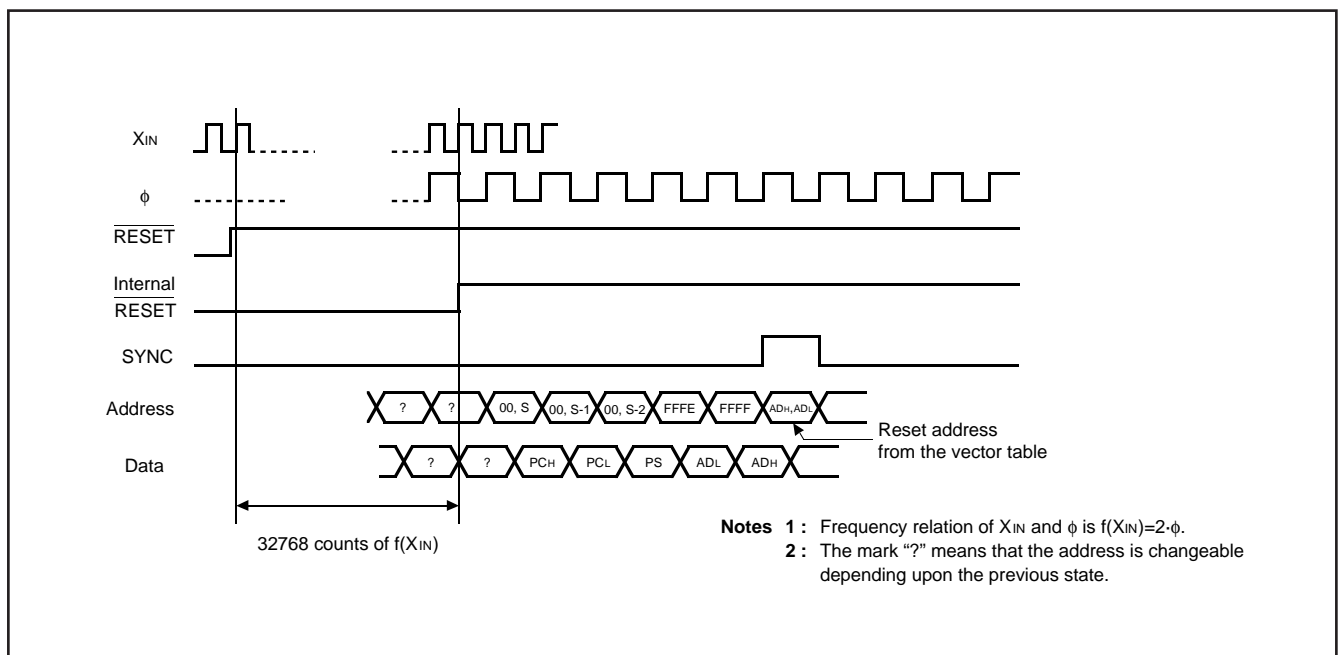 XIN
ϕ
RESET
Internal
RESET
SYNC
Address
? ? 00, S 00, S-1 00, S-2 FFFE FFFF ADH,ADL
Reset address
from the vector table
Data
? ? PCH PCL PS ADL ADH
32768 counts of f(XIN)
Notes 1 : Frequency relation of XIN and ϕ is f(XIN)=2·ϕ.
2 : The mark “?” means that the address is changeable
depending upon the previous state.